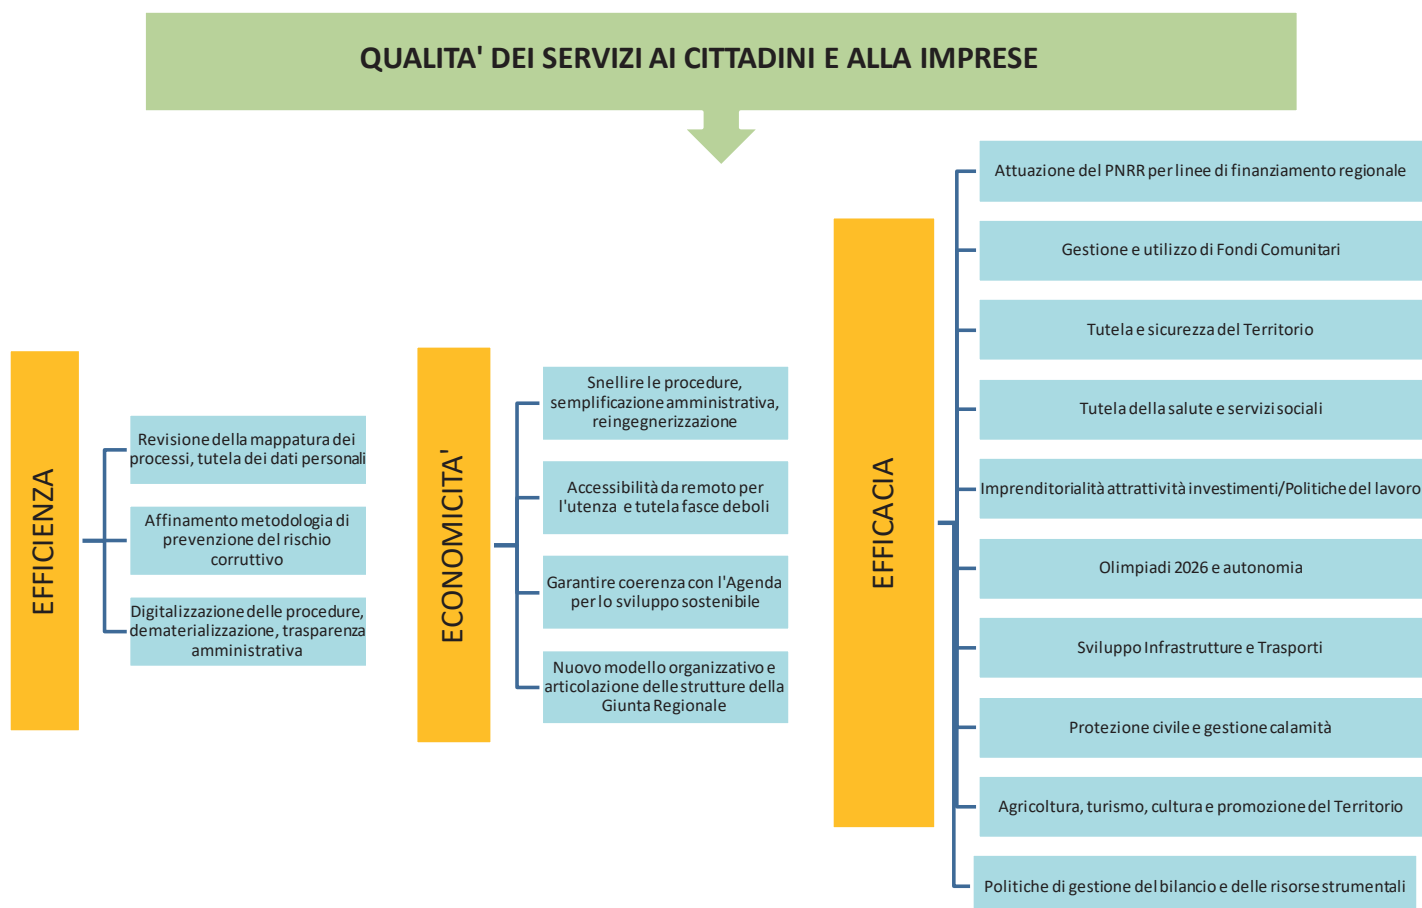 QUALITA' DEI SERVIZI AI CITTADINI E ALLA IMPRESE
EFFICIENZA
Revisione della mappatura dei
processi, tutela dei dati personali
Affinamento metodologia di
prevenzione del rischio
corruttivo
Digitalizzazione delle procedure,
dematerializzazione, trasparenza
amministrativa
ECONOMICITA'
Snellire le procedure,
semplificazione amministrativa,
reingegnerizzazione
Accessibilità da remoto per
l'utenza e tutela fasce deboli
Garantire coerenza con l'Agenda
per lo sviluppo sostenibile
Nuovo modello organizzativo e
articolazione delle strutture della
Giunta Regionale
EFFICACIA
Attuazione del PNRR per linee di finanziamento regionale
Gestione e utilizzo di Fondi Comunitari
Tutela e sicurezza del Territorio
Tutela della salute e servizi sociali
Imprenditorialità attrattività investimenti/Politiche del lavoro
Olimpiadi 2026 e autonomia
Sviluppo Infrastrutture e Trasporti
Protezione civile e gestione calamità
Agricoltura, turismo, cultura e promozione del Territorio
Politiche di gestione del bilancio e delle risorse strumentali